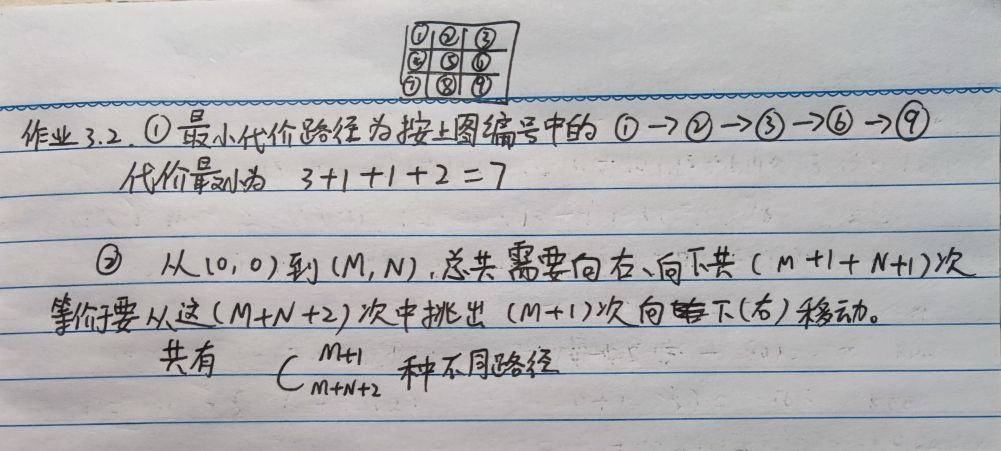 ① ② ③
④ ⑤ ⑥
⑦ ⑧ ⑨
作业3.2. ① 最小代价路径为按上图编号中的 ①→②→③→⑥→⑨
代价最小为 3+1+1+2=7
② 从(0,0)到(M,N),总共需要向右、向下共(M+1+N+1)次
等价于要从这(M+N+2)次中挑出(M+1)次向下(右)移动。
共有 C M+1 M+N+2 种不同路径